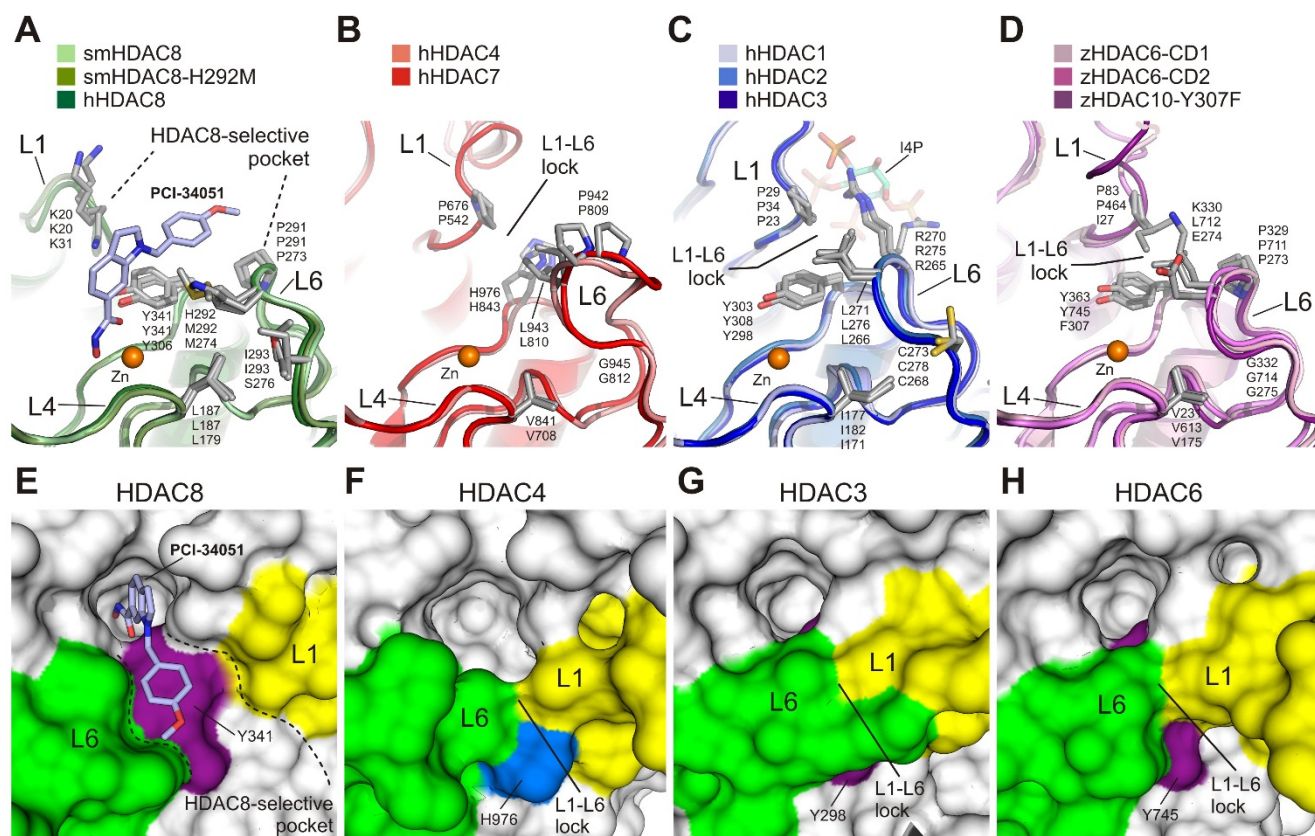 A
smHDAC8
smHDAC8-H292M
hHDAC8
L1
HDAC8-selective
pocket
PCI-34051
K20
K20
K31
P291
P291
P273
L6
Y341
Y341
Y306
H292
M292
M274
I293
I293
S276
Zn
L4
L187
L187
L179
B
hHDAC4
hHDAC7
L1
L1-L6
lock
P676
P542
P942
P809
H976
H843
L6
L943
L810
Zn
G945
G812
L4
V841
V708
C
hHDAC1
hHDAC2
hHDAC3
I4P
L1
P29
P34
P23
L1-L6
lock
R270
R275
R265
L6
Y303
Y308
Y298
L271
L276
L266
Zn
C273
C278
C268
L4
I177
I182
I171
D
zHDAC6-CD1
zHDAC6-CD2
zHDAC10-Y307F
L1
P83
P464
I27
K330
L712
E274
L1-L6
lock
P329
P711
P273
L6
Y363
Y745
F307
Zn
G332
G714
G275
L4
V231
V613
V175
E
HDAC8
PCI-34051
L1
L6
Y341
HDAC8-selective
pocket
F
HDAC4
L1
L6
H976
L1-L6
lock
G
HDAC3
L1
L6
Y298
L1-L6
lock
H
HDAC6
L1
L6
Y745
L1-L6
lock